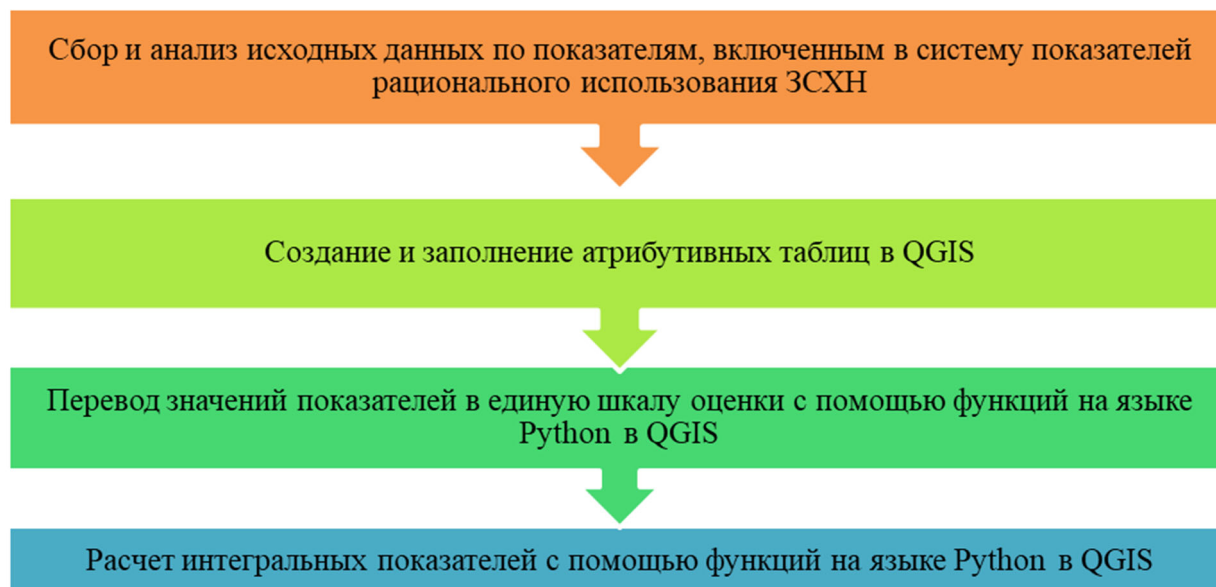 Сбор и анализ исходных данных по показателям, включенным в систему показателей
рационального использования ЗСХН
Создание и заполнение атрибутивных таблиц в QGIS
Перевод значений показателей в единую шкалу оценки с помощью функций на языке
Python в QGIS
Расчет интегральных показателей с помощью функций на языке Python в QGIS